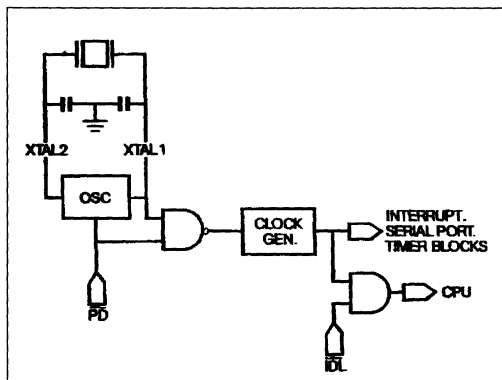 XTAL2
XTAL1
OSC
CLOCK
GEN.
INTERRUPT.
SERIAL PORT.
TIMER BLOCKS
CPU
PD
IDL